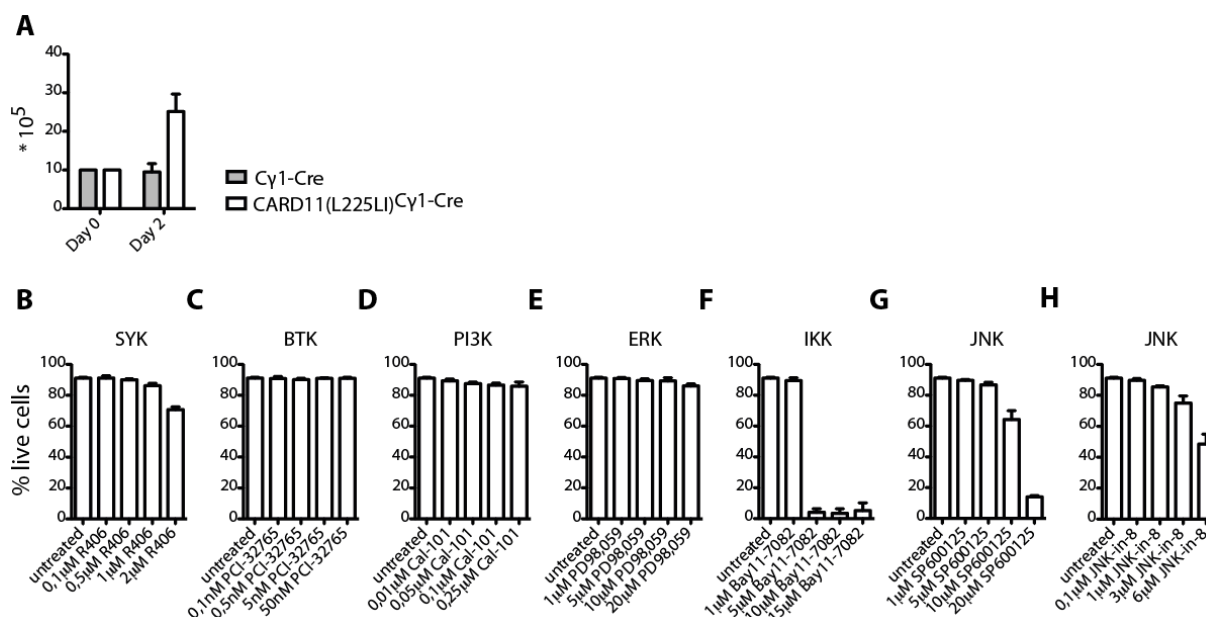 A
40
30
20
10
0
* 10⁵
Day 0
Day 2
Cγ1-Cre
CARD11(L225LI)Cγ1-Cre
B
C
D
E
F
G
H
SYK
BTK
PI3K
ERK
IKK
JNK
JNK
% live cells
100
80
60
40
20
0
untreated
0,1µM R406
0,5µM R406
1µM R406
2µM R406
100
80
60
40
20
0
untreated
0,1nM PCI-32765
0,5nM PCI-32765
5nM PCI-32765
50nM PCI-32765
100
80
60
40
20
0
untreated
0,01µM Cal-101
0,05µM Cal-101
0,1µM Cal-101
0,25µM Cal-101
100
80
60
40
20
0
untreated
1µM PD98,059
5µM PD98,059
10µM PD98,059
20µM PD98,059
100
80
60
40
20
0
untreated
1µM Bay11-7082
5µM Bay11-7082
10µM Bay11-7082
15µM Bay11-7082
100
80
60
40
20
0
untreated
1µM SP600125
5µM SP600125
10µM SP600125
20µM SP600125
100
80
60
40
20
0
untreated
0,1µM JNK-in-8
1µM JNK-in-8
3µM JNK-in-8
6µM JNK-in-8